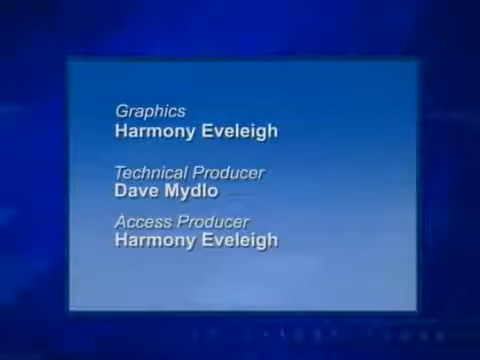 Graphics
Harmony Eveleigh
Technical Producer
Dave Mydlo
Access Producer
Harmony Eveleigh